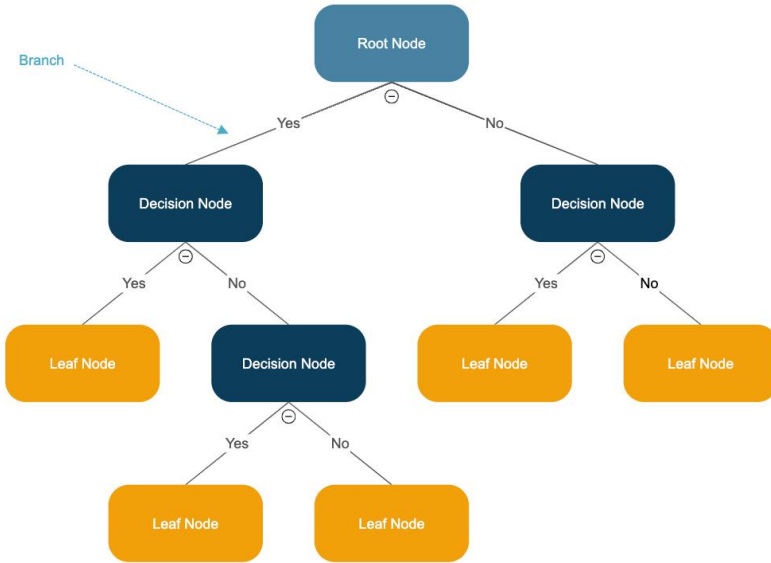 Root Node
Branch
Yes
No
Decision Node
Decision Node
Yes
No
Yes
No
Leaf Node
Decision Node
Leaf Node
Leaf Node
Yes
No
Leaf Node
Leaf Node